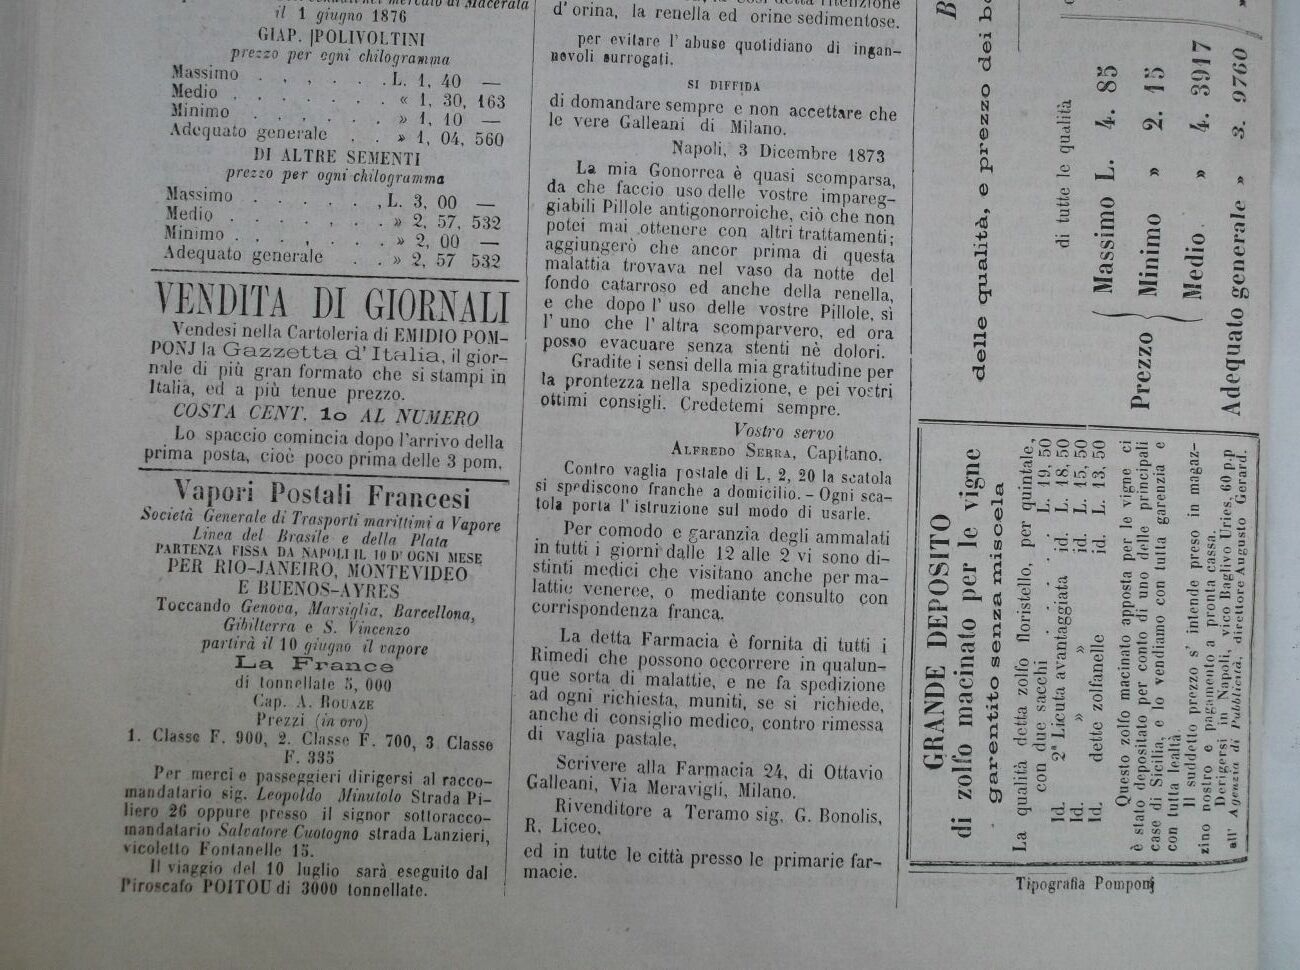 mercato di Macerata
il 1 giugno 1876
GIAP. |POLIVOLTINI
prezzo per ogni chilogramma
Massimo . , . . . . L. 1, 40 —
Medio . . . . . . « 1, 30, 163
Minimo . . . . . . » 1, 10 —
Adequato generale . . » 1, 04, 560
DI ALTRE SEMENTI
prezzo per ogni chilogramma
Massimo . . . . . , L. 3, 00 —
Medio . . . . . . » 2, 57, 532
Minimo . . . , . . » 2, 00 —
Adequato generale . . » 2, 57 532
VENDITA DI GIORNALI
Vendesi nella Cartoleria di EMIDIO POM-
PONJ la Gazzetta d'Italia, il gior-
nale di più gran formato che si stampi in
Italia, ed a più tenue prezzo.
COSTA CENT. 10 AL NUMERO
Lo spaccio comincia dopo l'arrivo della
prima posta, cioè poco prima delle 3 pom.
Vapori Postali Francesi
Società Generale di Trasporti marittimi a Vapore
Linea del Brasile e della Plata
PARTENZA FISSA DA NAPOLI IL 10 D'OGNI MESE
PER RIO-JANEIRO, MONTEVIDEO
E BUENOS-AYRES
Toccando Genova, Marsiglia, Barcellona,
Gibilterra e S. Vincenzo
partirà il 10 giugno il vapore
La France
di tonnellate 5, 000
Cap. A. ROUAZE
Prezzi (in oro)
1. Classe F. 900, 2. Classe F. 700, 3 Classe
F. 335
Per merci e passeggieri dirigersi al racco-
mandatario sig. Leopoldo Minutolo Strada Pi-
liero 26 oppure presso il signor sottoracco-
mandatario Salvatore Cuotogno strada Lanzieri,
vicoletto Fontanelle 15.
Il viaggio del 10 luglio sarà eseguito dal
Piroscafo POITOU di 3000 tonnellate.
d'orina, la renella ed orine sedimentose.
per evitare l' abuso quotidiano di ingan-
nevoli surrogati.
SI DIFFIDA
di domandare sempre e non accettare che
le vere Galleani di Milano.
Napoli, 3 Dicembre 1873
La mia Gonorrea è quasi scomparsa,
da che faccio uso delle vostre impareg-
giabili Pillole antigonorroiche, ciò che non
potei mai ottenere con altri trattamenti;
aggiungerò che ancor prima di questa
malattia trovava nel vaso da notte del
fondo catarroso ed anche della renella,
e che dopo l' uso delle vostre Pillole, sì
l' uno che l' altra scomparvero, ed ora
posso evacuare senza stenti nè dolori.
Gradite i sensi della mia gratitudine per
la prontezza nella spedizione, e pei vostri
ottimi consigli. Credetemi sempre.
Vostro servo
ALFREDO SERRA, Capitano.
Contro vaglia postale di L. 2, 20 la scatola
si spediscono franche a domicilio. – Ogni sca-
tola porta l'istruzione sul modo di usarle.
Per comodo e garanzia degli ammalati
in tutti i giorni dalle 12 alle 2 vi sono di-
stinti medici che visitano anche per ma-
lattie veneree, o mediante consulto con
corrispondenza franca.
La detta Farmacia è fornita di tutti i
Rimedi che possono occorrere in qualun-
que sorta di malattie, e ne fa spedizione
ad ogni richiesta, muniti, se si richiede,
anche di consiglio medico, contro rimessa
di vaglia pastale,
Scrivere alla Farmacia 24, di Ottavio
Galleani, Via Meravigli, Milano.
Rivenditore a Teramo sig. G. Bonolis,
R. Liceo,
ed in tutte le città presso le primarie far-
macie.
delle qualità, e prezzo dei
di tutte le qualità
Massimo L. 4. 85
Prezzo { Minimo » 2. 15
Medio » 4. 3917
Adequato generale » 3. 9760
GRANDE DEPOSITO
di zolfo macinato per le vigne
garentito senza miscela
La qualità detta zolfo floristello, per quintale,
con due sacchi . . . . . L. 19, 50
Id. 2ª Licuta avantaggiata id. L. 18, 50
Id. » » id. L. 15, 50
Id. dette zolfanelle id. L. 13, 50
Questo zolfo macinato apposta per le vigne ci
è stato depositato per conto di uno delle principali
case di Sicilia, e lo vendiamo con tutta garenzia e
con tutta lealtà
Il suddetto prezzo s' intende preso in magaz-
zino nostro e pagamento a pronta cassa.
Derigersi in Napoli, vico Baglivo Uries, 60 p.p
all' Agenzia di Pubblicità, direttore Augusto Gerard.
Tipografia Pomponj